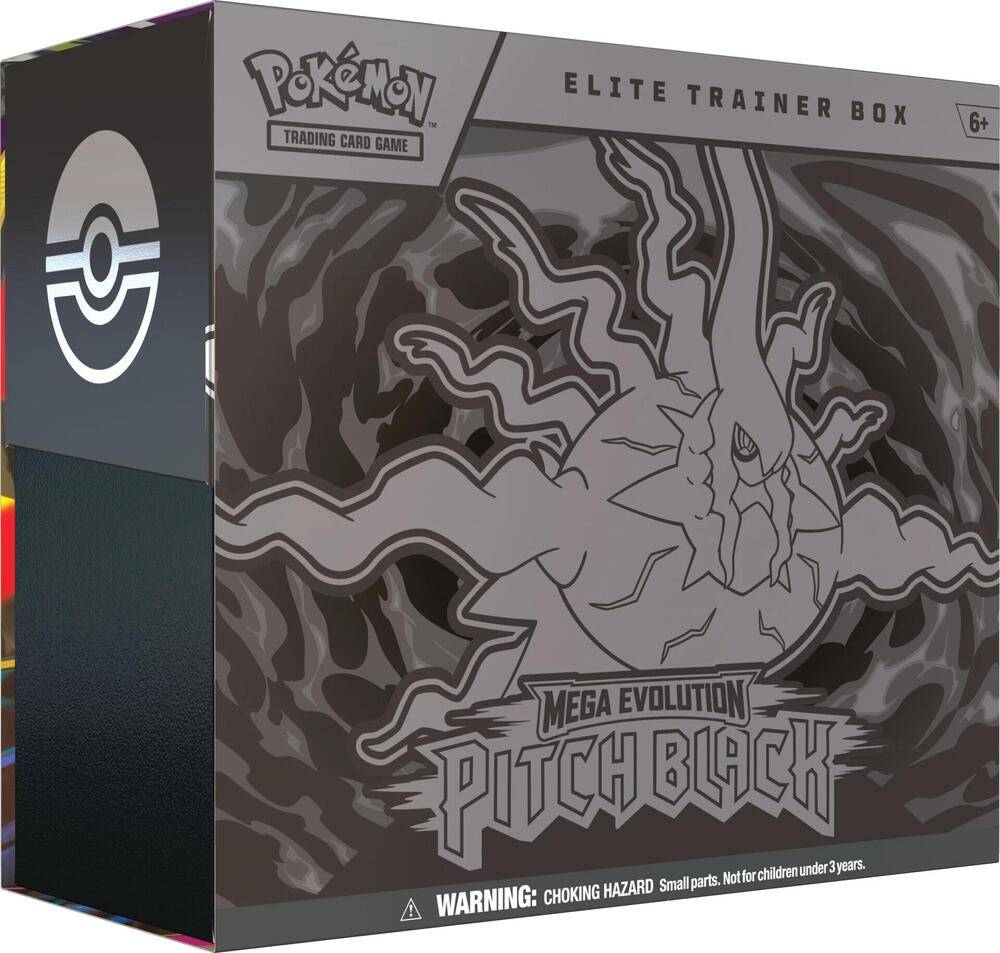 POKÉMON™
TRADING CARD GAME
ELITE TRAINER BOX
6+
MEGA EVOLUTION
PITCH BLACK
WARNING: CHOKING HAZARD Small parts. Not for children under 3 years.